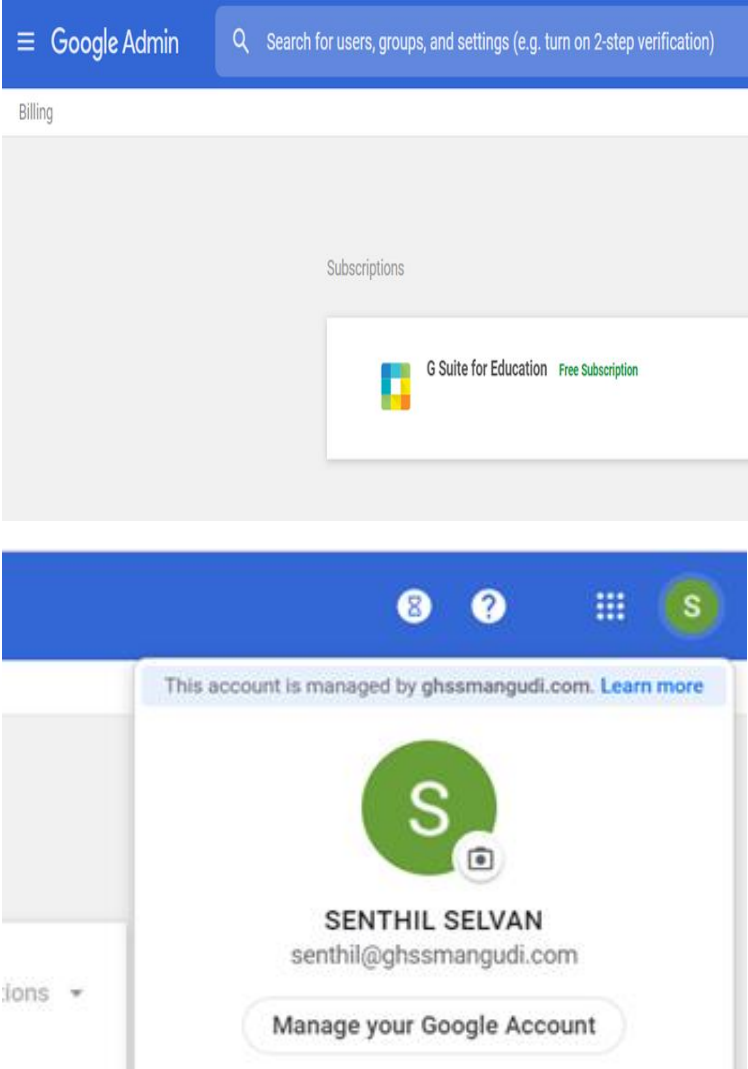 Google Admin
Search for users, groups, and settings (e.g. turn on 2-step verification)
Billing
Subscriptions
G Suite for Education Free Subscription
S
This account is managed by ghssmangudi.com. Learn more
S
SENTHIL SELVAN
senthil@ghssmangudi.com
tions
Manage your Google Account